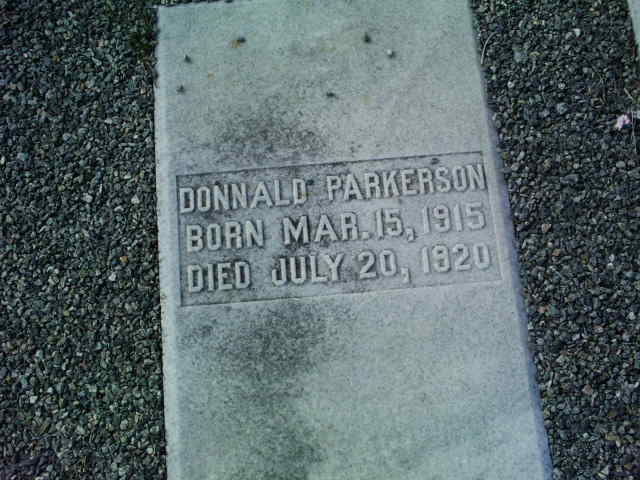 DONNALD PARKERSON
BORN MAR. 15, 1915
DIED JULY 20, 1920